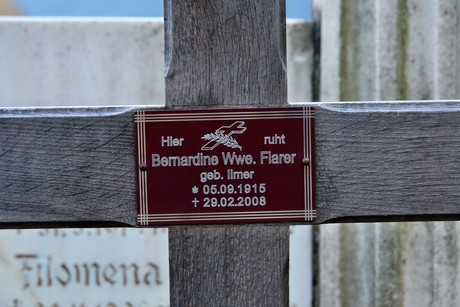 Hier ruht
Bernardine Wwe. Flarer
geb. Ilmer
* 05.09.1915
† 29.02.2008
Filomena